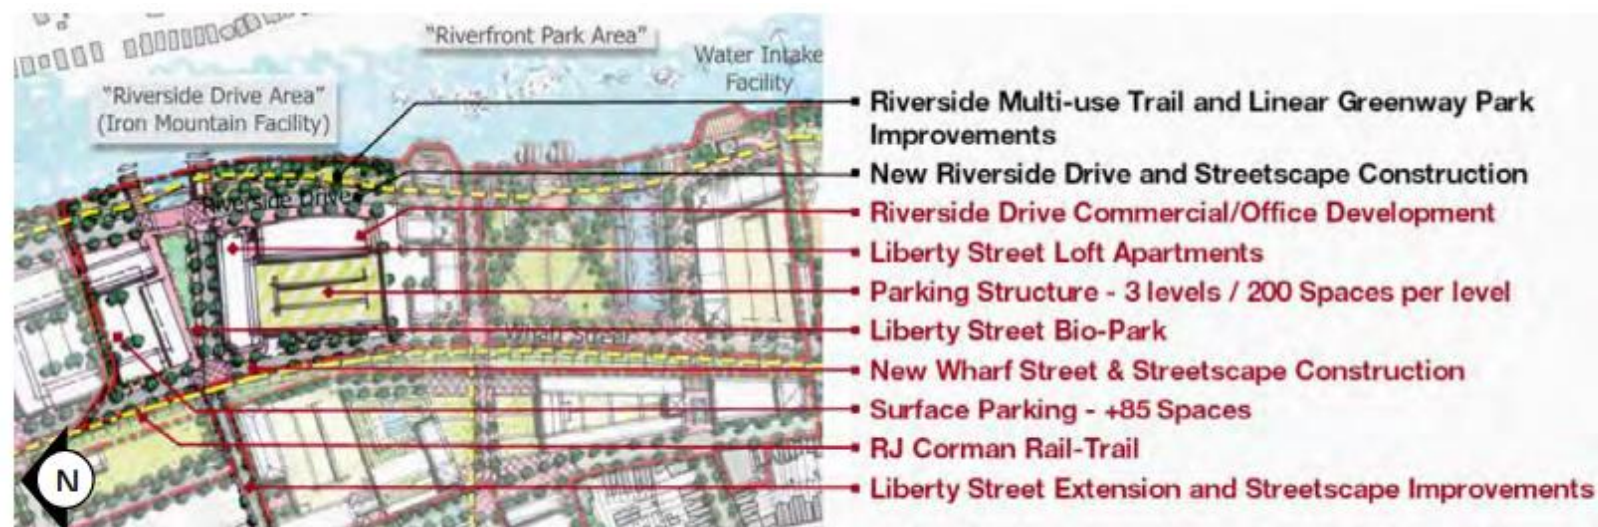 "Riverfront Park Area"
Water Intake
Facility
"Riverside Drive Area"
(Iron Mountain Facility)
Riverside Drive
Wharf Street
N
Riverside Multi-use Trail and Linear Greenway Park
Improvements
New Riverside Drive and Streetscape Construction
Riverside Drive Commercial/Office Development
Liberty Street Loft Apartments
Parking Structure - 3 levels / 200 Spaces per level
Liberty Street Bio-Park
New Wharf Street & Streetscape Construction
Surface Parking - +85 Spaces
RJ Corman Rail-Trail
Liberty Street Extension and Streetscape Improvements